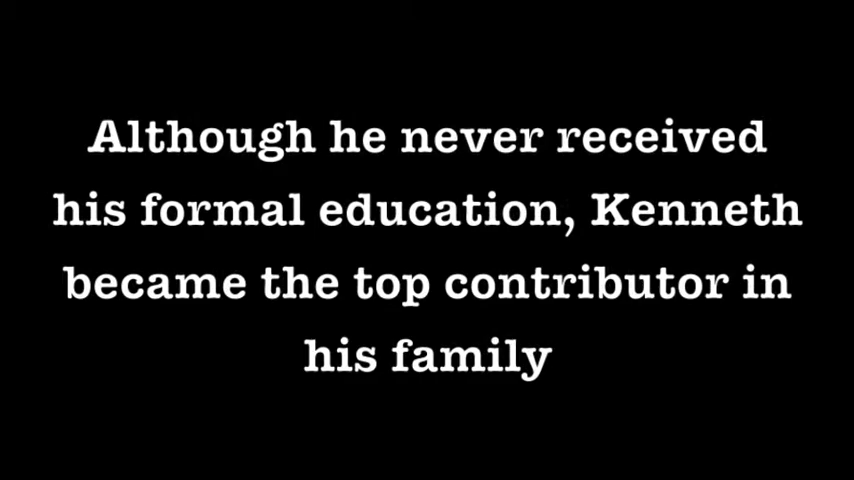 Although he never received
his formal education, Kenneth
became the top contributor in
his family